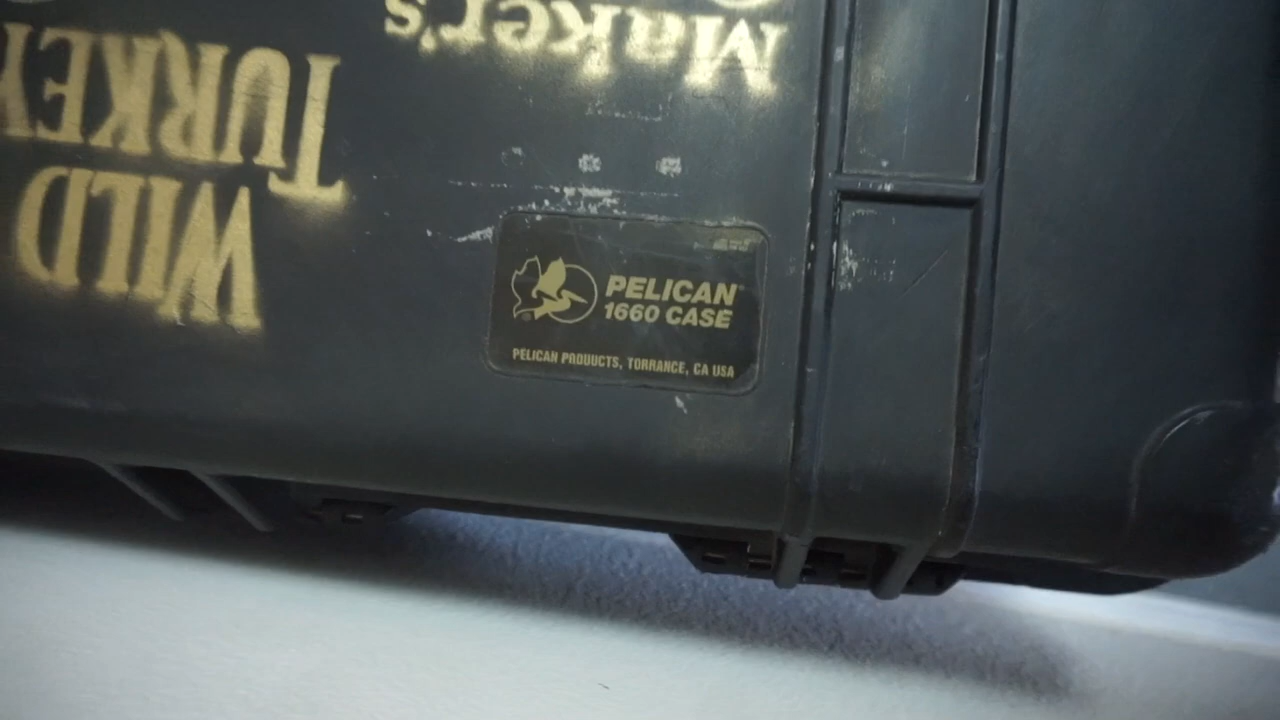 Maker's
WILD
TURKEY
PELICAN
1660 CASE
PELICAN PRODUCTS, TORRANCE, CA USA